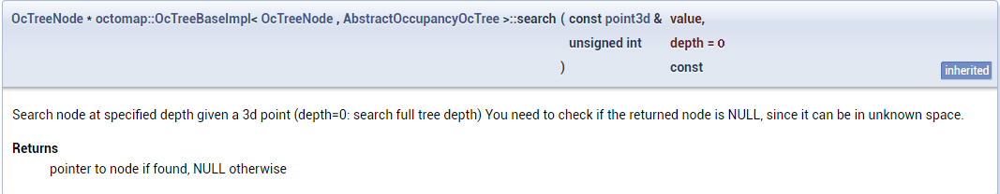 OcTreeNode * octomap::OcTreeBaseImpl< OcTreeNode , AbstractOccupancyOcTree >::search ( const point3d & value,
unsigned int depth = 0
) const
inherited
Search node at specified depth given a 3d point (depth=0: search full tree depth) You need to check if the returned node is NULL, since it can be in unknown space.
Returns
pointer to node if found, NULL otherwise